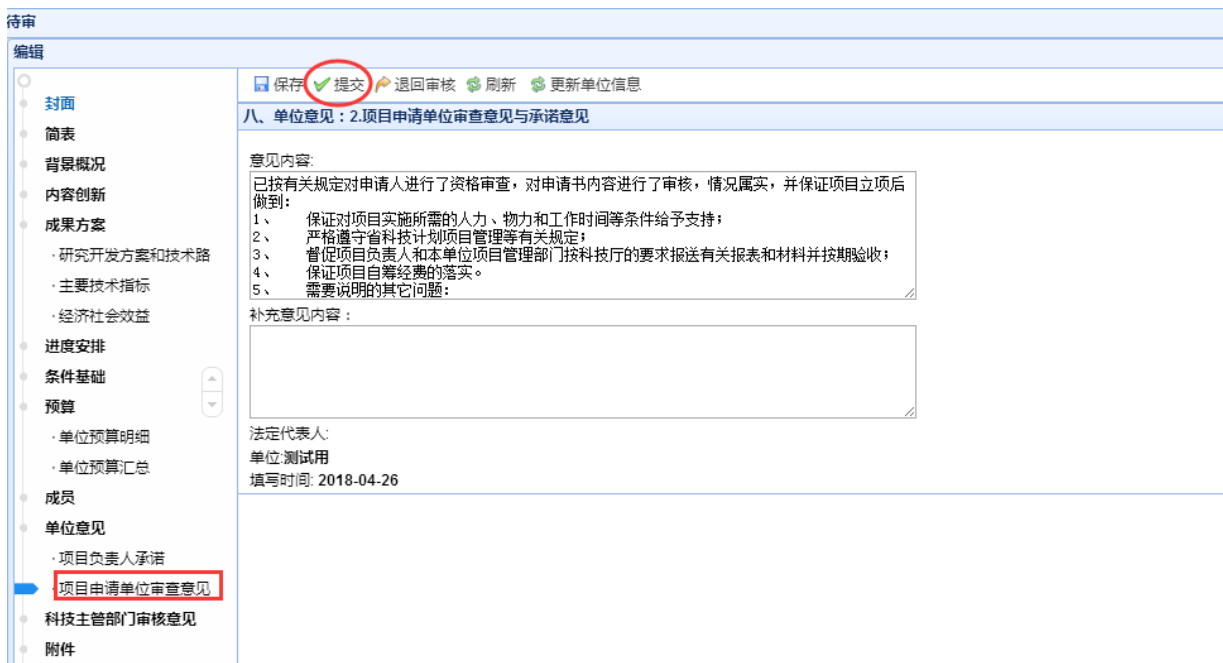 待审
编辑
封面
简表
背景概况
内容创新
成果方案
·研究开发方案和技术路
·主要技术指标
·经济社会效益
进度安排
条件基础
预算
·单位预算明细
·单位预算汇总
成员
单位意见
·项目负责人承诺
·项目申请单位审查意见
科技主管部门审核意见
附件
保存 提交 退回审核 刷新 更新单位信息
八、单位意见：2.项目申请单位审查意见与承诺意见
意见内容:
已按有关规定对申请人进行了资格审查，对申请书内容进行了审核，情况属实，并保证项目立项后
做到：
1、 保证对项目实施所需的人力、物力和工作时间等条件给予支持；
2、 严格遵守省科技计划项目管理等有关规定；
3、 督促项目负责人和本单位项目管理部门按科技厅的要求报送有关报表和材料并按期验收；
4、 保证项目自筹经费的落实。
5、 需要说明的其它问题：
补充意见内容：
法定代表人:
单位:测试用
填写时间: 2018-04-26